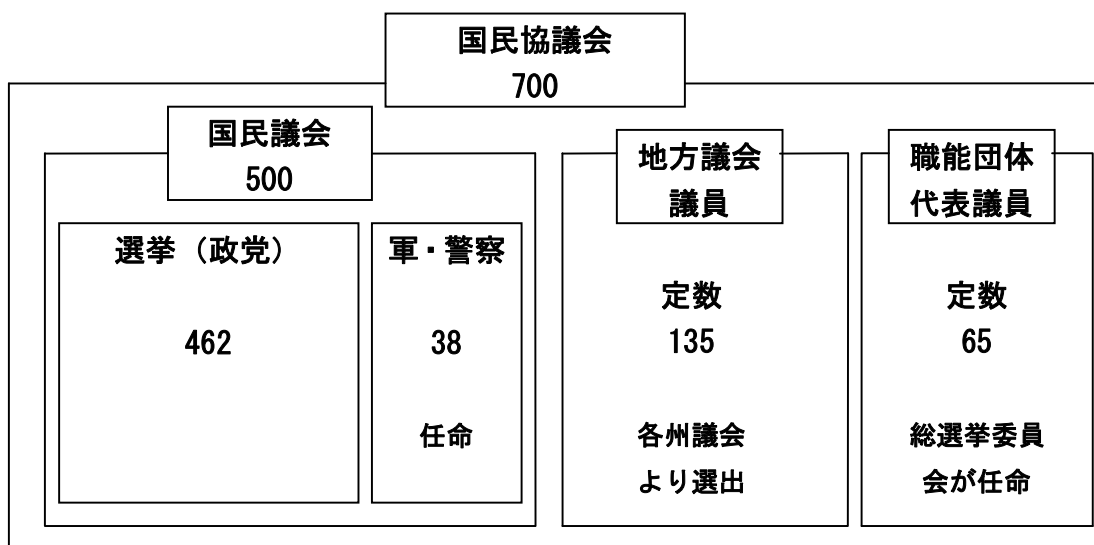 国民協議会
700
国民議会
500
選挙（政党）
462
軍・警察
38
任命
地方議会
議員
定数
135
各州議会
より選出
職能団体
代表議員
定数
65
総選挙委員
会が任命